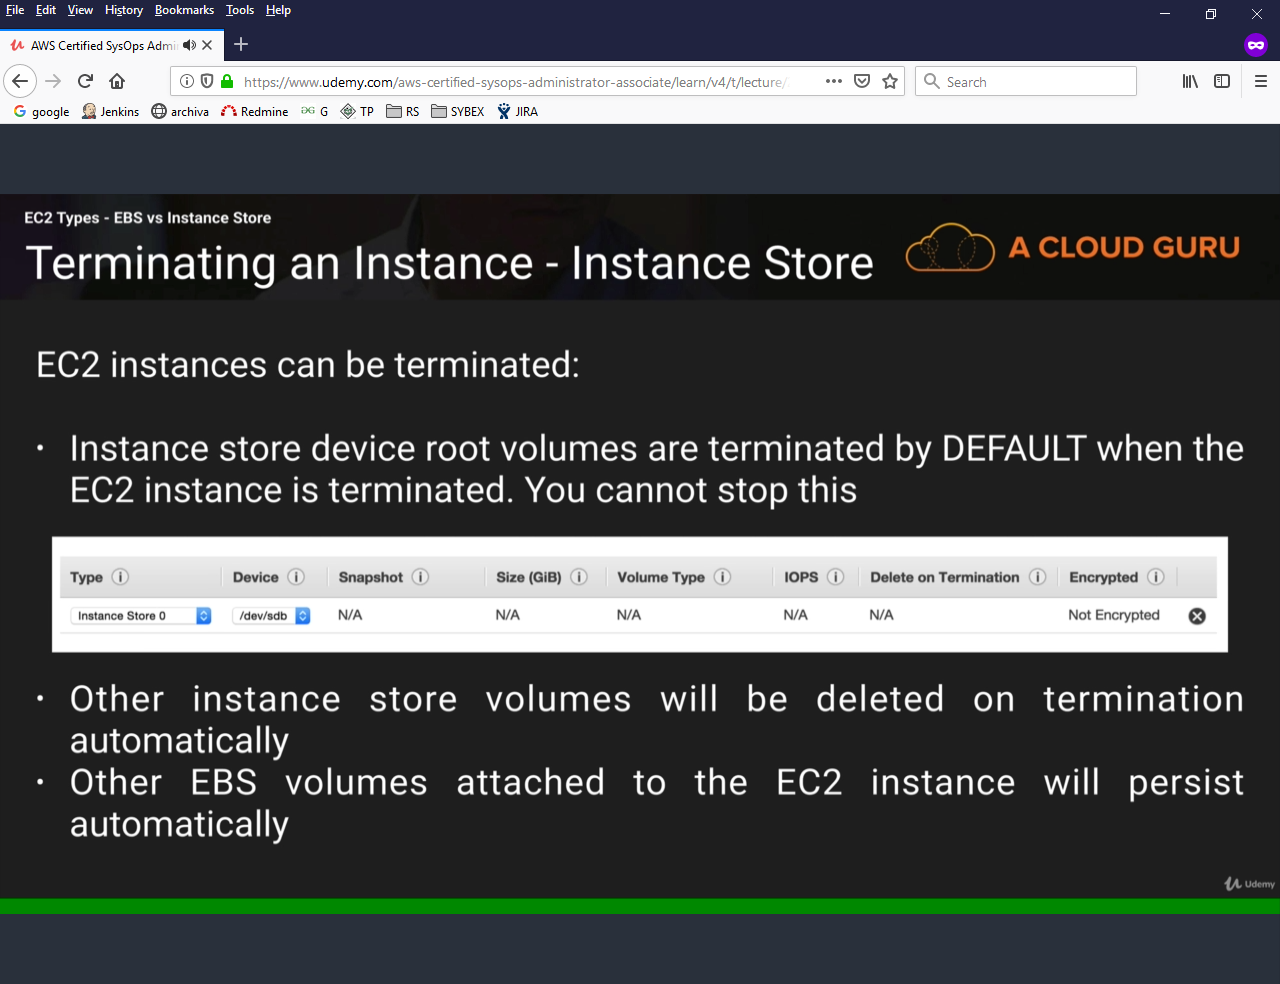 File Edit View History Bookmarks Tools Help
AWS Certified SysOps Admi
https://www.udemy.com/aws-certified-sysops-administrator-associate/learn/v4/t/lecture/
Search
google Jenkins archiva Redmine G TP RS SYBEX JIRA
EC2 Types - EBS vs Instance Store
Terminating an Instance - Instance Store
A CLOUD GURU
EC2 instances can be terminated:
• Instance store device root volumes are terminated by DEFAULT when the
EC2 instance is terminated. You cannot stop this
Type Device Snapshot Size (GiB) Volume Type IOPS Delete on Termination Encrypted
Instance Store 0 /dev/sdb N/A N/A N/A N/A N/A Not Encrypted
• Other instance store volumes will be deleted on termination
automatically
• Other EBS volumes attached to the EC2 instance will persist
automatically
Udemy